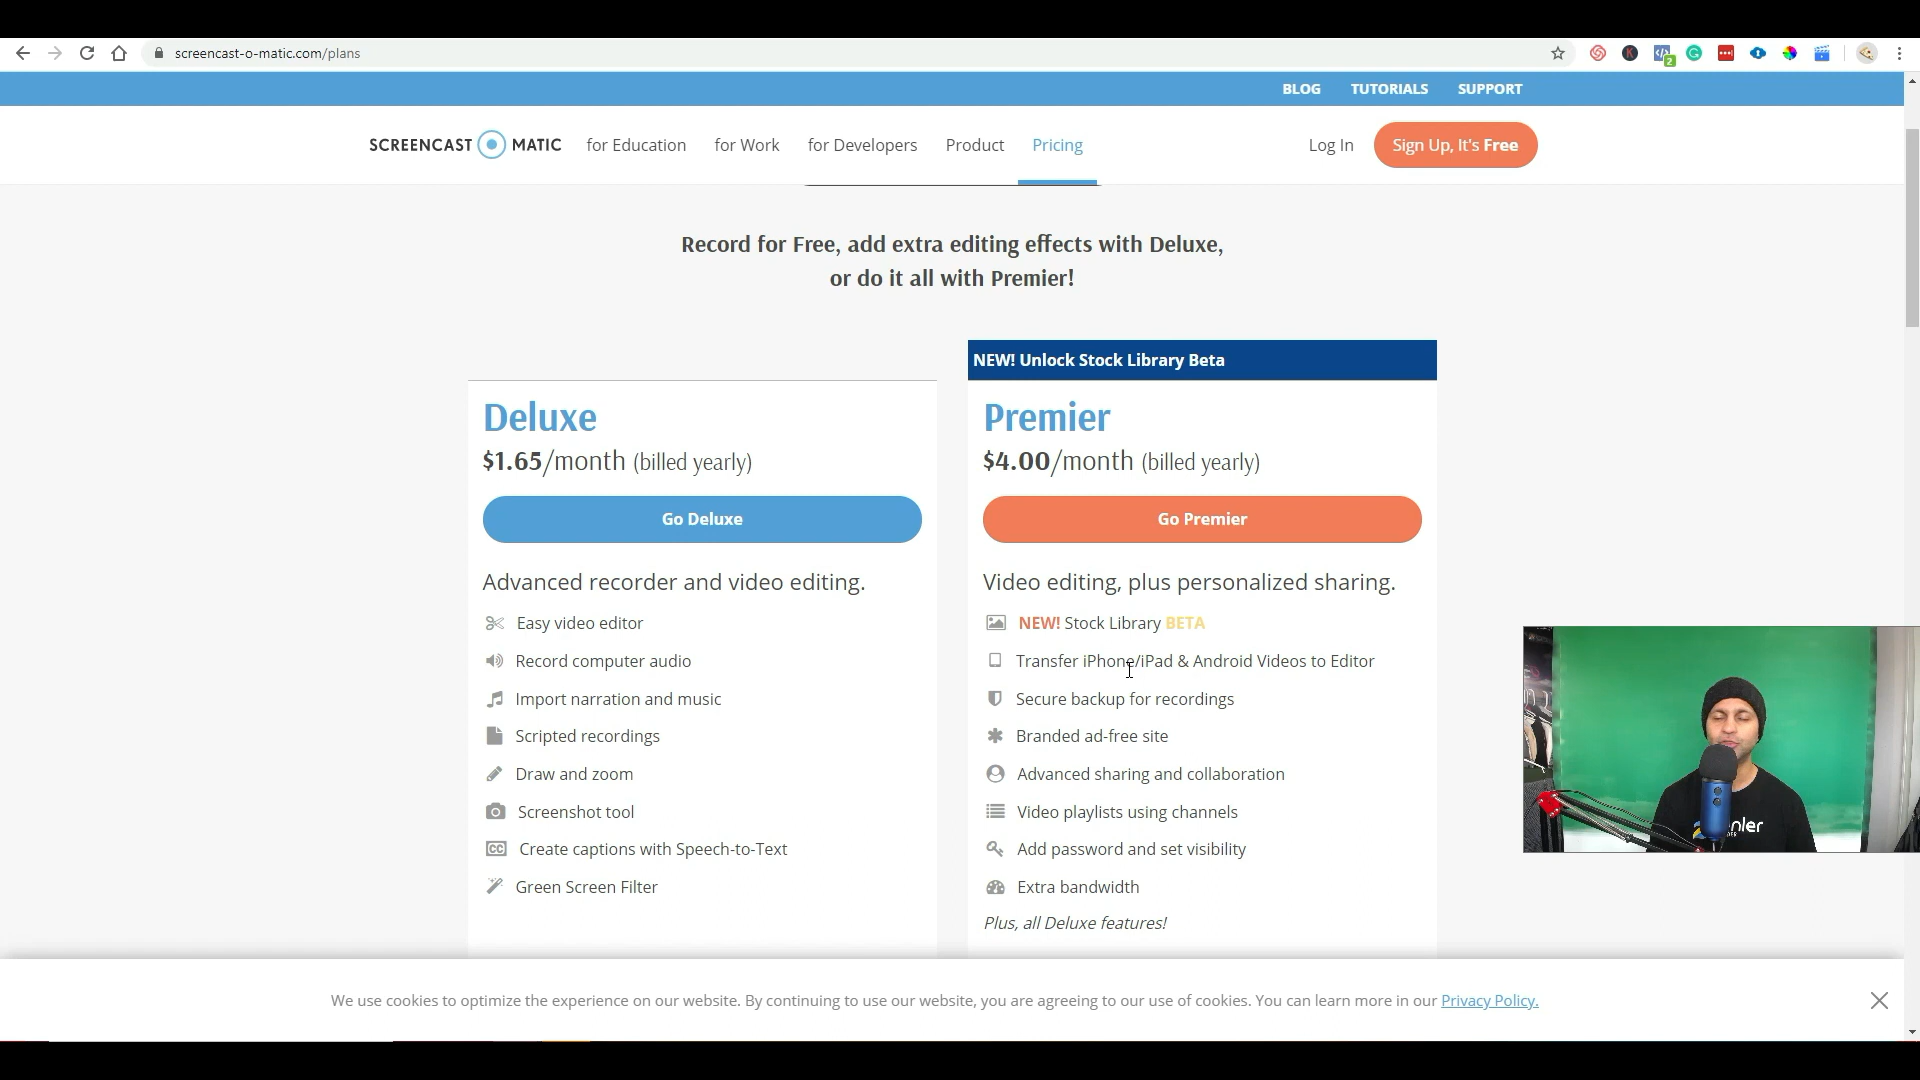 screencast-o-matic.com/plans
2
BLOG TUTORIALS SUPPORT
SCREENCAST MATIC for Education for Work for Developers Product Pricing Log In Sign Up, It's Free
Record for Free, add extra editing effects with Deluxe,
or do it all with Premier!
NEW! Unlock Stock Library Beta
Deluxe
$1.65/month (billed yearly)
Go Deluxe
Advanced recorder and video editing.
Easy video editor
Record computer audio
Import narration and music
Scripted recordings
Draw and zoom
Screenshot tool
CC Create captions with Speech-to-Text
Green Screen Filter
Premier
$4.00/month (billed yearly)
Go Premier
Video editing, plus personalized sharing.
NEW! Stock Library BETA
Transfer iPhone/iPad & Android Videos to Editor
Secure backup for recordings
Branded ad-free site
Advanced sharing and collaboration
Video playlists using channels
Add password and set visibility
Extra bandwidth
Plus, all Deluxe features!
We use cookies to optimize the experience on our website. By continuing to use our website, you are agreeing to our use of cookies. You can learn more in our Privacy Policy.